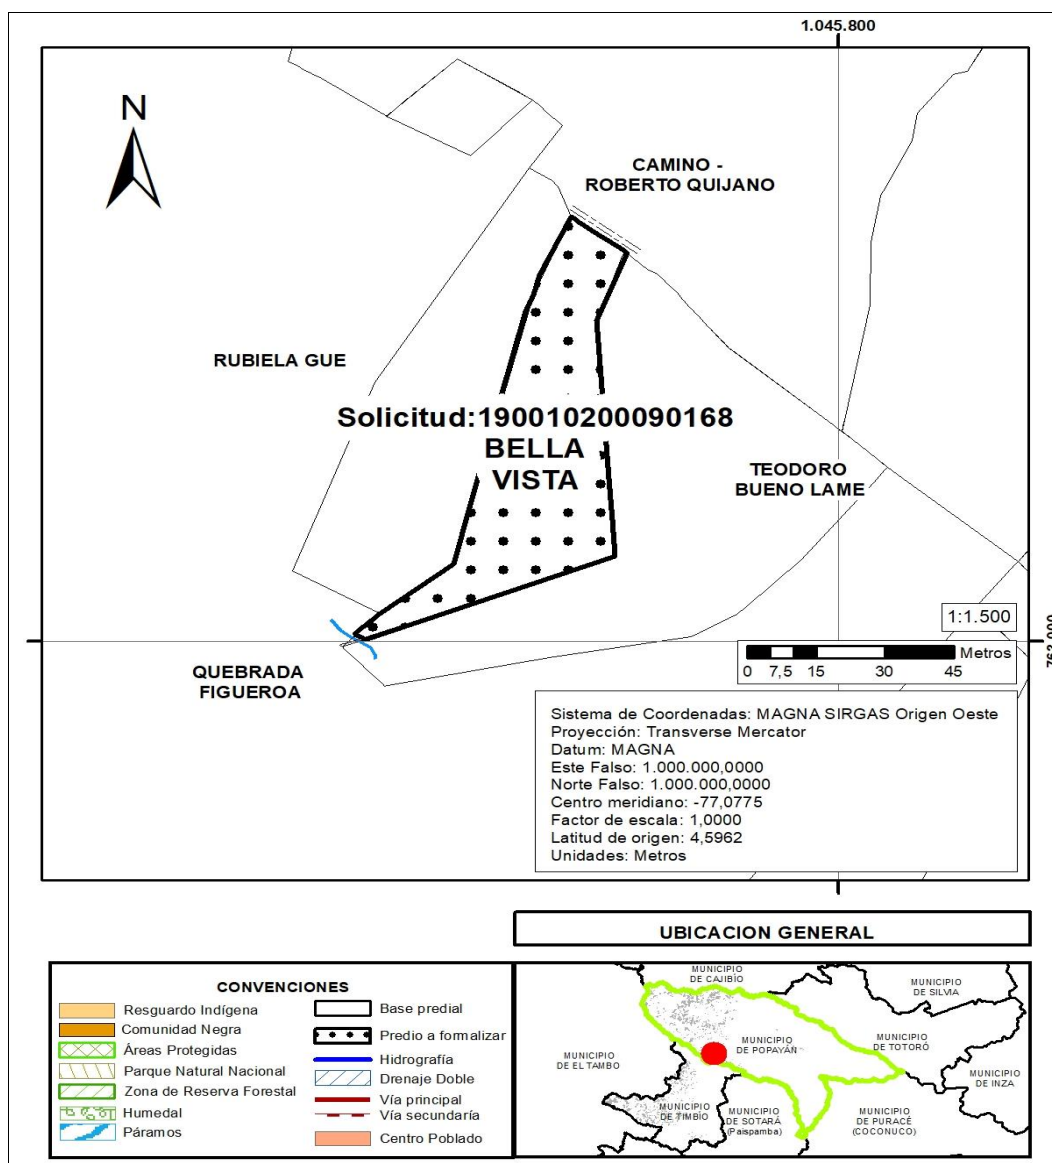 1.045.800
N
CAMINO -
ROBERTO QUIJANO
RUBIELA GUE
Solicitud:190010200090168
BELLA
VISTA
TEODORO
BUENO LAME
1:1.500
762.000
Metros
0 7,5 15 30 45
QUEBRADA
FIGUEROA
Sistema de Coordenadas: MAGNA SIRGAS Origen Oeste
Proyección: Transverse Mercator
Datum: MAGNA
Este Falso: 1.000.000,0000
Norte Falso: 1.000.000,0000
Centro meridiano: -77,0775
Factor de escala: 1,0000
Latitud de origen: 4,5962
Unidades: Metros
UBICACION GENERAL
CONVENCIONES
Resguardo Indígena
Comunidad Negra
Áreas Protegidas
Parque Natural Nacional
Zona de Reserva Forestal
Humedal
Páramos
Base predial
Predio a formalizar
Hidrografía
Drenaje Doble
Vía principal
Vía secundaría
Centro Poblado
MUNICIPIO
DE CAJIBÍO
MUNICIPIO
DE SILVIA
MUNICIPIO
DE TOTORÓ
MUNICIPIO
DE POPAYÁN
MUNICIPIO
DE EL TAMBO
MUNICIPIO
DE INZA
MUNICIPIO
DE TIMBÍO
MUNICIPIO
DE SOTARÁ
(Paispamba)
MUNICIPIO
DE PURACÉ
(COCONUCO)